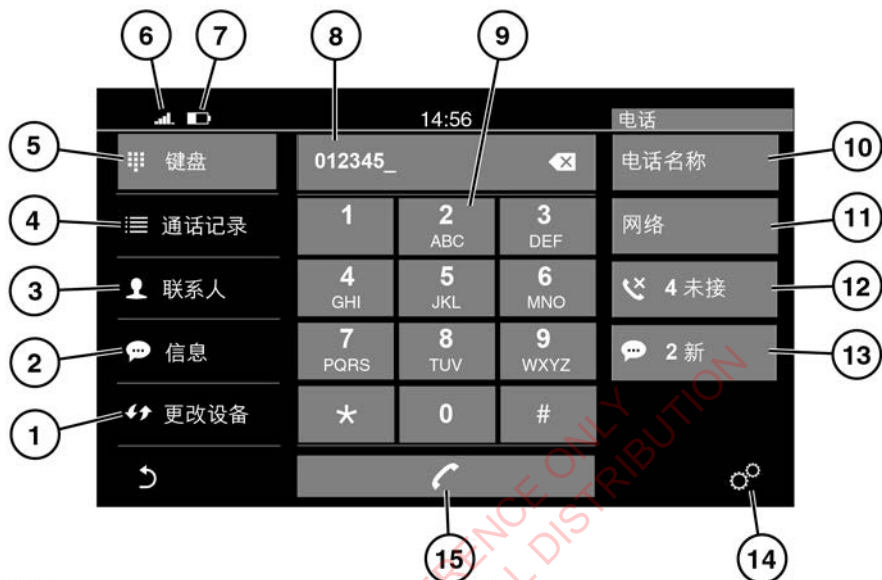 6 7 8 9
14:56 电话
5 键盘 012345_ 电话名称 10
4 通话记录 1 2 ABC 3 DEF 网络 11
3 联系人 4 GHI 5 JKL 6 MNO 4 未接 12
2 信息 7 PQRS 8 TUV 9 WXYZ 2 新 13
1 更改设备 * 0 #
15 14
ERENCE ONLY
L DISTRIBUTION